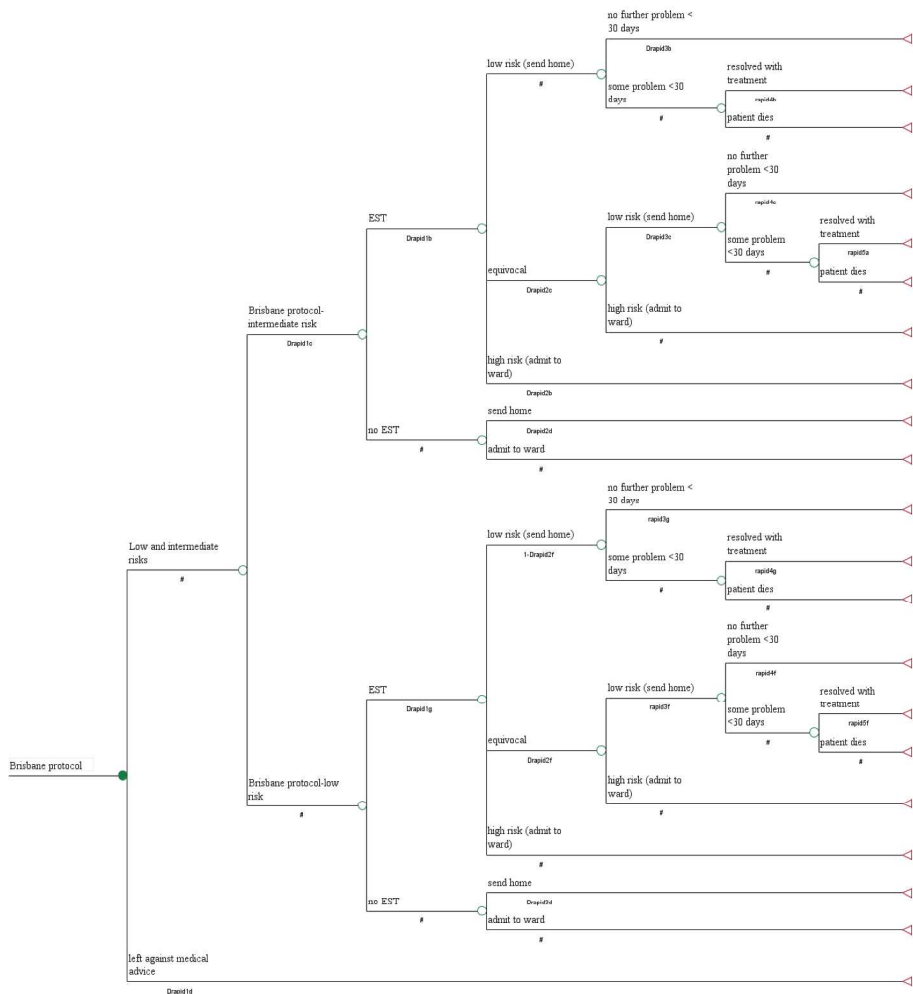 no further problem <
30 days
Drapid3b
low risk (send home)
#
some problem <30
days
#
resolved with
treatment
rapid4b
patient dies
#
no further
problem <30
days
rapid4c
EST
Drapid1b
low risk (send home)
Drapid3c
resolved with
treatment
rapid5a
some problem
<30 days
#
patient dies
#
equivocal
Drapid2c
high risk (admit to
ward)
#
Brisbane protocol-
intermediate risk
Drapid1c
high risk (admit to
ward)
Drapid2b
send home
Drapid2d
no EST
#
admit to ward
#
no further problem <
30 days
rapid3g
low risk (send home)
1-Drapid2f
some problem <30
days
#
resolved with
treatment
rapid4g
patient dies
#
Low and intermediate
risks
#
no further
problem <30
days
rapid4f
EST
Drapid1g
low risk (send home)
rapid3f
resolved with
treatment
rapid5f
some problem
<30 days
#
patient dies
#
equivocal
Drapid2f
Brisbane protocol
Brisbane protocol-low
risk
#
high risk (admit to
ward)
#
high risk (admit to
ward)
#
send home
no EST
#
admit to ward
#
left against medical
advice
Drapid1d